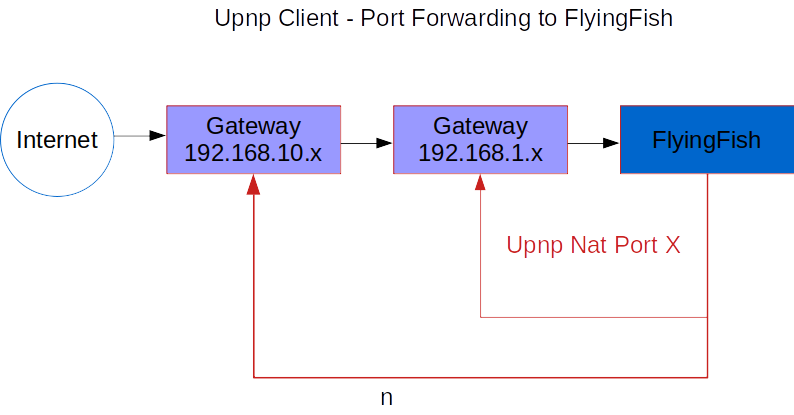 Upnp Client - Port Forwarding to FlyingFish
Internet
Gateway
192.168.10.x
Gateway
192.168.1.x
FlyingFish
Upnp Nat Port X
n